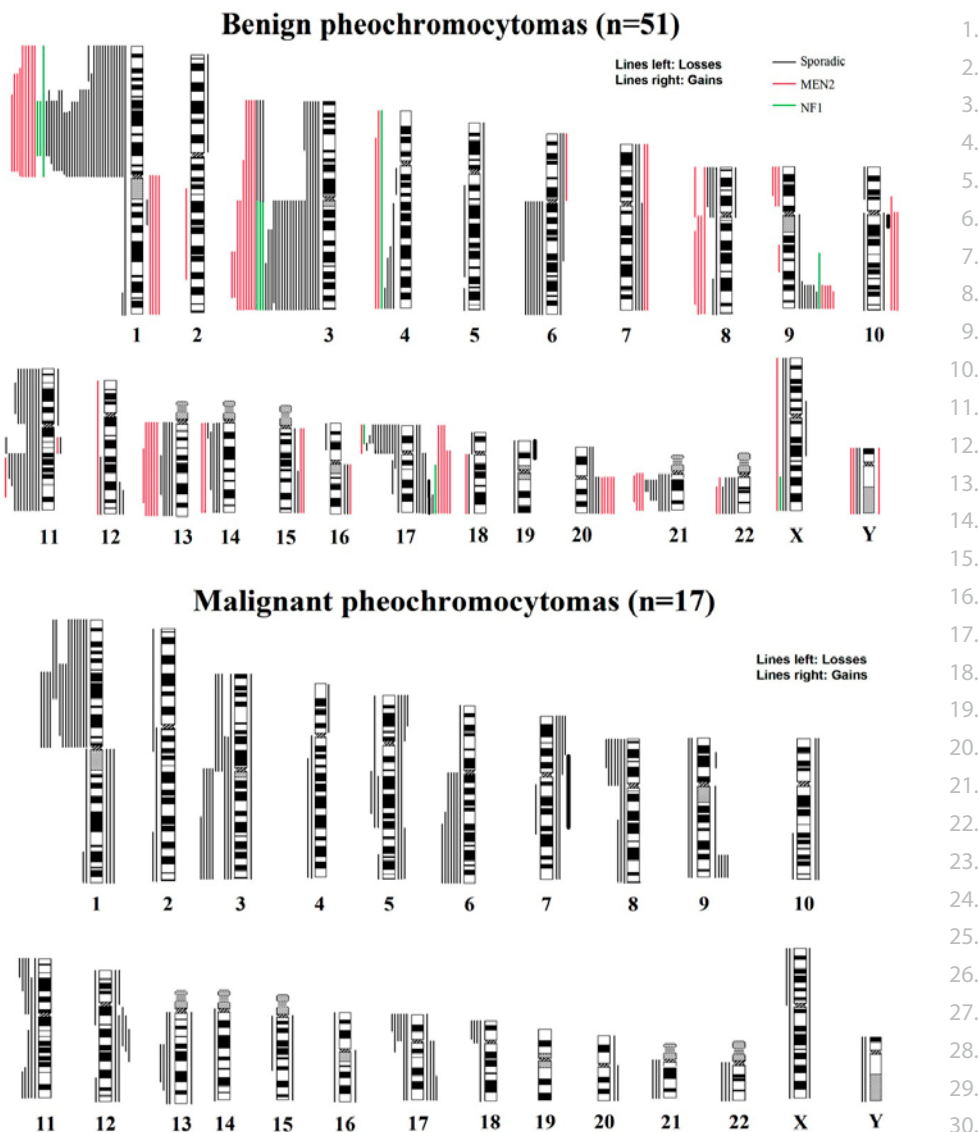 Benign pheochromocytomas (n=51)
Lines left: Losses
Lines right: Gains
Sporadic
MEN2
NF1
1 2 3 4 5 6 7 8 9 10
11 12 13 14 15 16 17 18 19 20 21 22 X Y
Malignant pheochromocytomas (n=17)
Lines left: Losses
Lines right: Gains
1 2 3 4 5 6 7 8 9 10
11 12 13 14 15 16 17 18 19 20 21 22 X Y
1.
2.
3.
4.
5.
6.
7.
8.
9.
10.
11.
12.
13.
14.
15.
16.
17.
18.
19.
20.
21.
22.
23.
24.
25.
26.
27.
28.
29.
30.